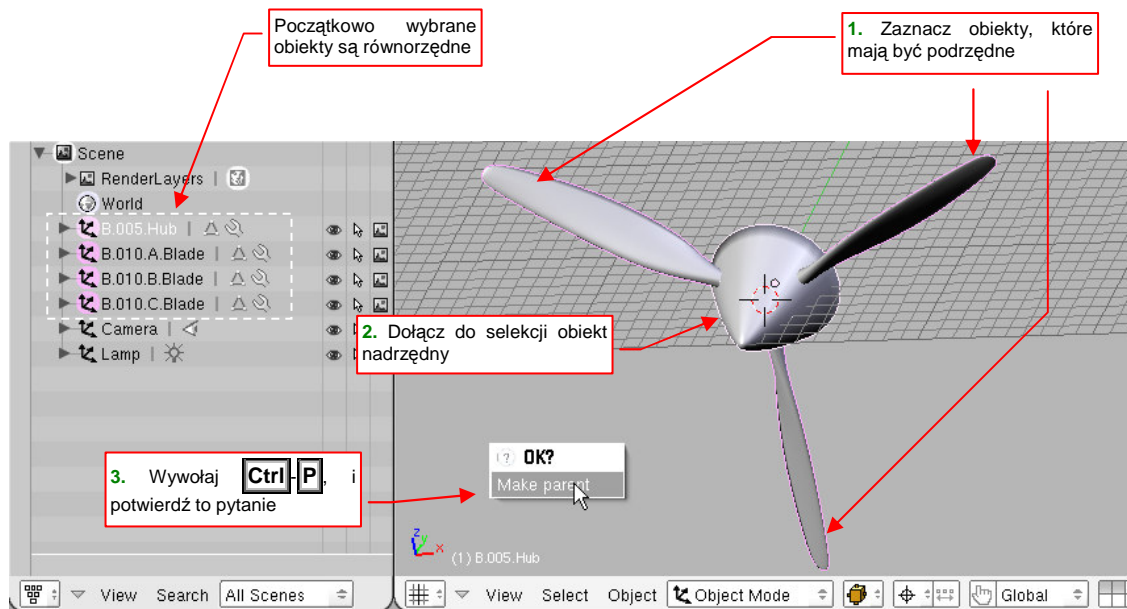 Początkowo wybrane
obiekty są równorzędne
1. Zaznacz obiekty, które
mają być podrzędne
Scene
RenderLayers |
World
B.005.Hub |
B.010.A.Blade |
B.010.B.Blade |
B.010.C.Blade |
Camera |
Lamp |
2. Dołącz do selekcji obiekt
nadrzędny
3. Wywołaj Ctrl-P, i
potwierdź to pytanie
? OK?
Make parent
z
y
x
(1) B.005.Hub
View Search All Scenes
View Select Object Object Mode Global